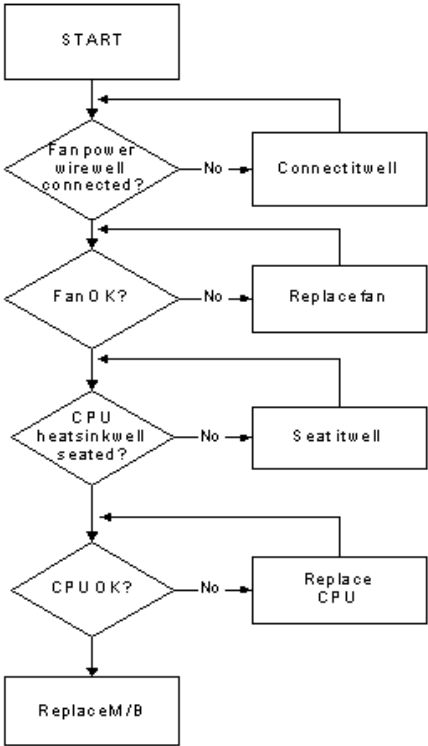 START
Fan power
wire well
connected?
No
Connect it well
Fan OK?
No
Replace fan
CPU
heatsink well
seated?
No
Seat it well
CPU OK?
No
Replace
CPU
Replace M/B